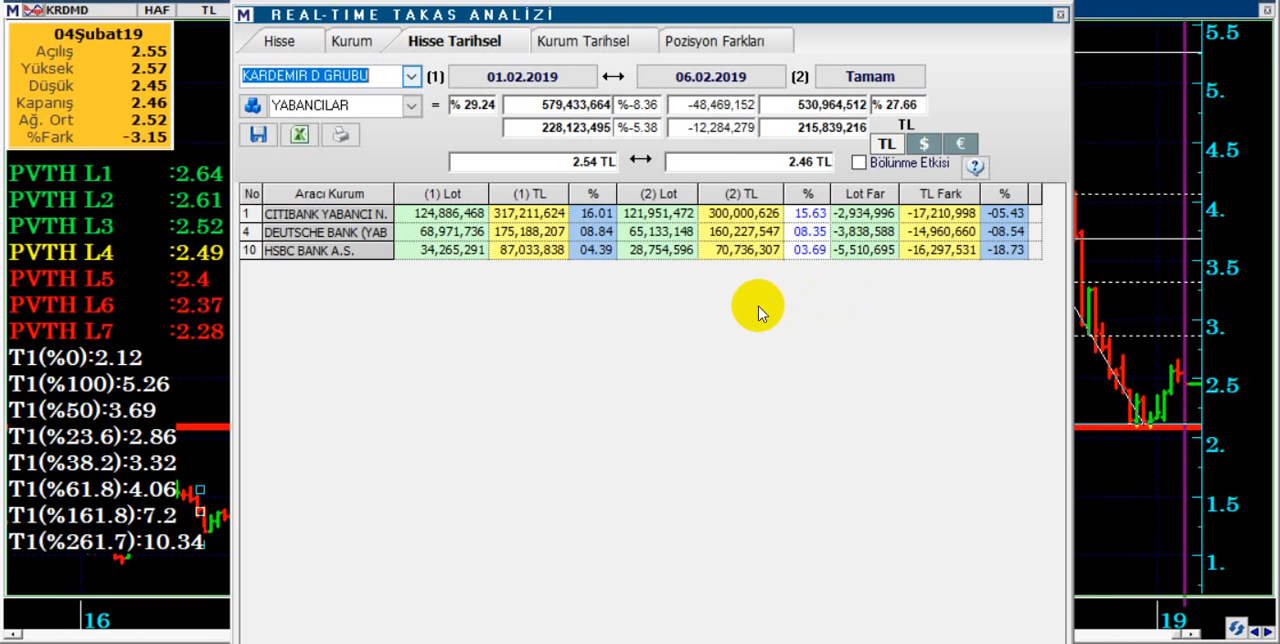 M KRDMD HAF TL
04Şubat19
Açılış 2.55
Yüksek 2.57
Düşük 2.45
Kapanış 2.46
Ağ. Ort 2.52
%Fark -3.15
PVTH L1 :2.64
PVTH L2 :2.61
PVTH L3 :2.52
PVTH L4 :2.49
PVTH L5 :2.4
PVTH L6 :2.37
PVTH L7 :2.28
T1(%0):2.12
T1(%100):5.26
T1(%50):3.69
T1(%23.6):2.86
T1(%38.2):3.32
T1(%61.8):4.06
T1(%161.8):7.2
T1(%261.7):10.34
16
M REAL-TIME TAKAS ANALİZİ
Hisse Kurum Hisse Tarihsel Kurum Tarihsel Pozisyon Farkları
KARDEMIR D GRUBU (1) 01.02.2019 06.02.2019 (2) Tamam
YABANCILAR = % 29.24 579,433,664 %-8.36 -48,469,152 530,964,512 % 27.66
228,123,495 %-5.38 -12,284,279 215,839,216 TL
TL $ €
2.54 TL 2.46 TL Bölünme Etkisi ?
No Aracı Kurum (1) Lot (1) TL % (2) Lot (2) TL % Lot Far TL Fark %
1 CITIBANK YABANCI N. 124,886,468 317,211,624 16.01 121,951,472 300,000,626 15.63 -2,934,996 -17,210,998 -05.43
4 DEUTSCHE BANK (YAB 68,971,736 175,188,207 08.84 65,133,148 160,227,547 08.35 -3,838,588 -14,960,660 -08.54
10 HSBC BANK A.S. 34,265,291 87,033,838 04.39 28,754,596 70,736,307 03.69 -5,510,695 -16,297,531 -18.73
5.5
5.
4.5
4.
3.5
3.
2.5
2.
1.5
1.
19